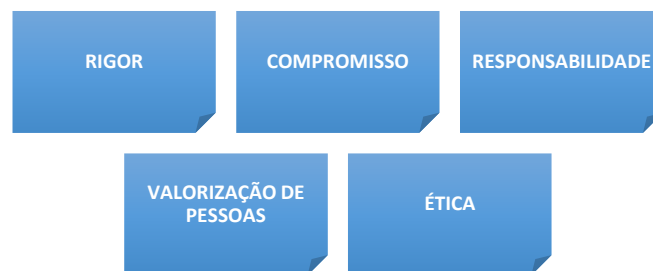 RIGOR
COMPROMISSO
RESPONSABILIDADE
VALORIZAÇÃO DE
PESSOAS
ÉTICA